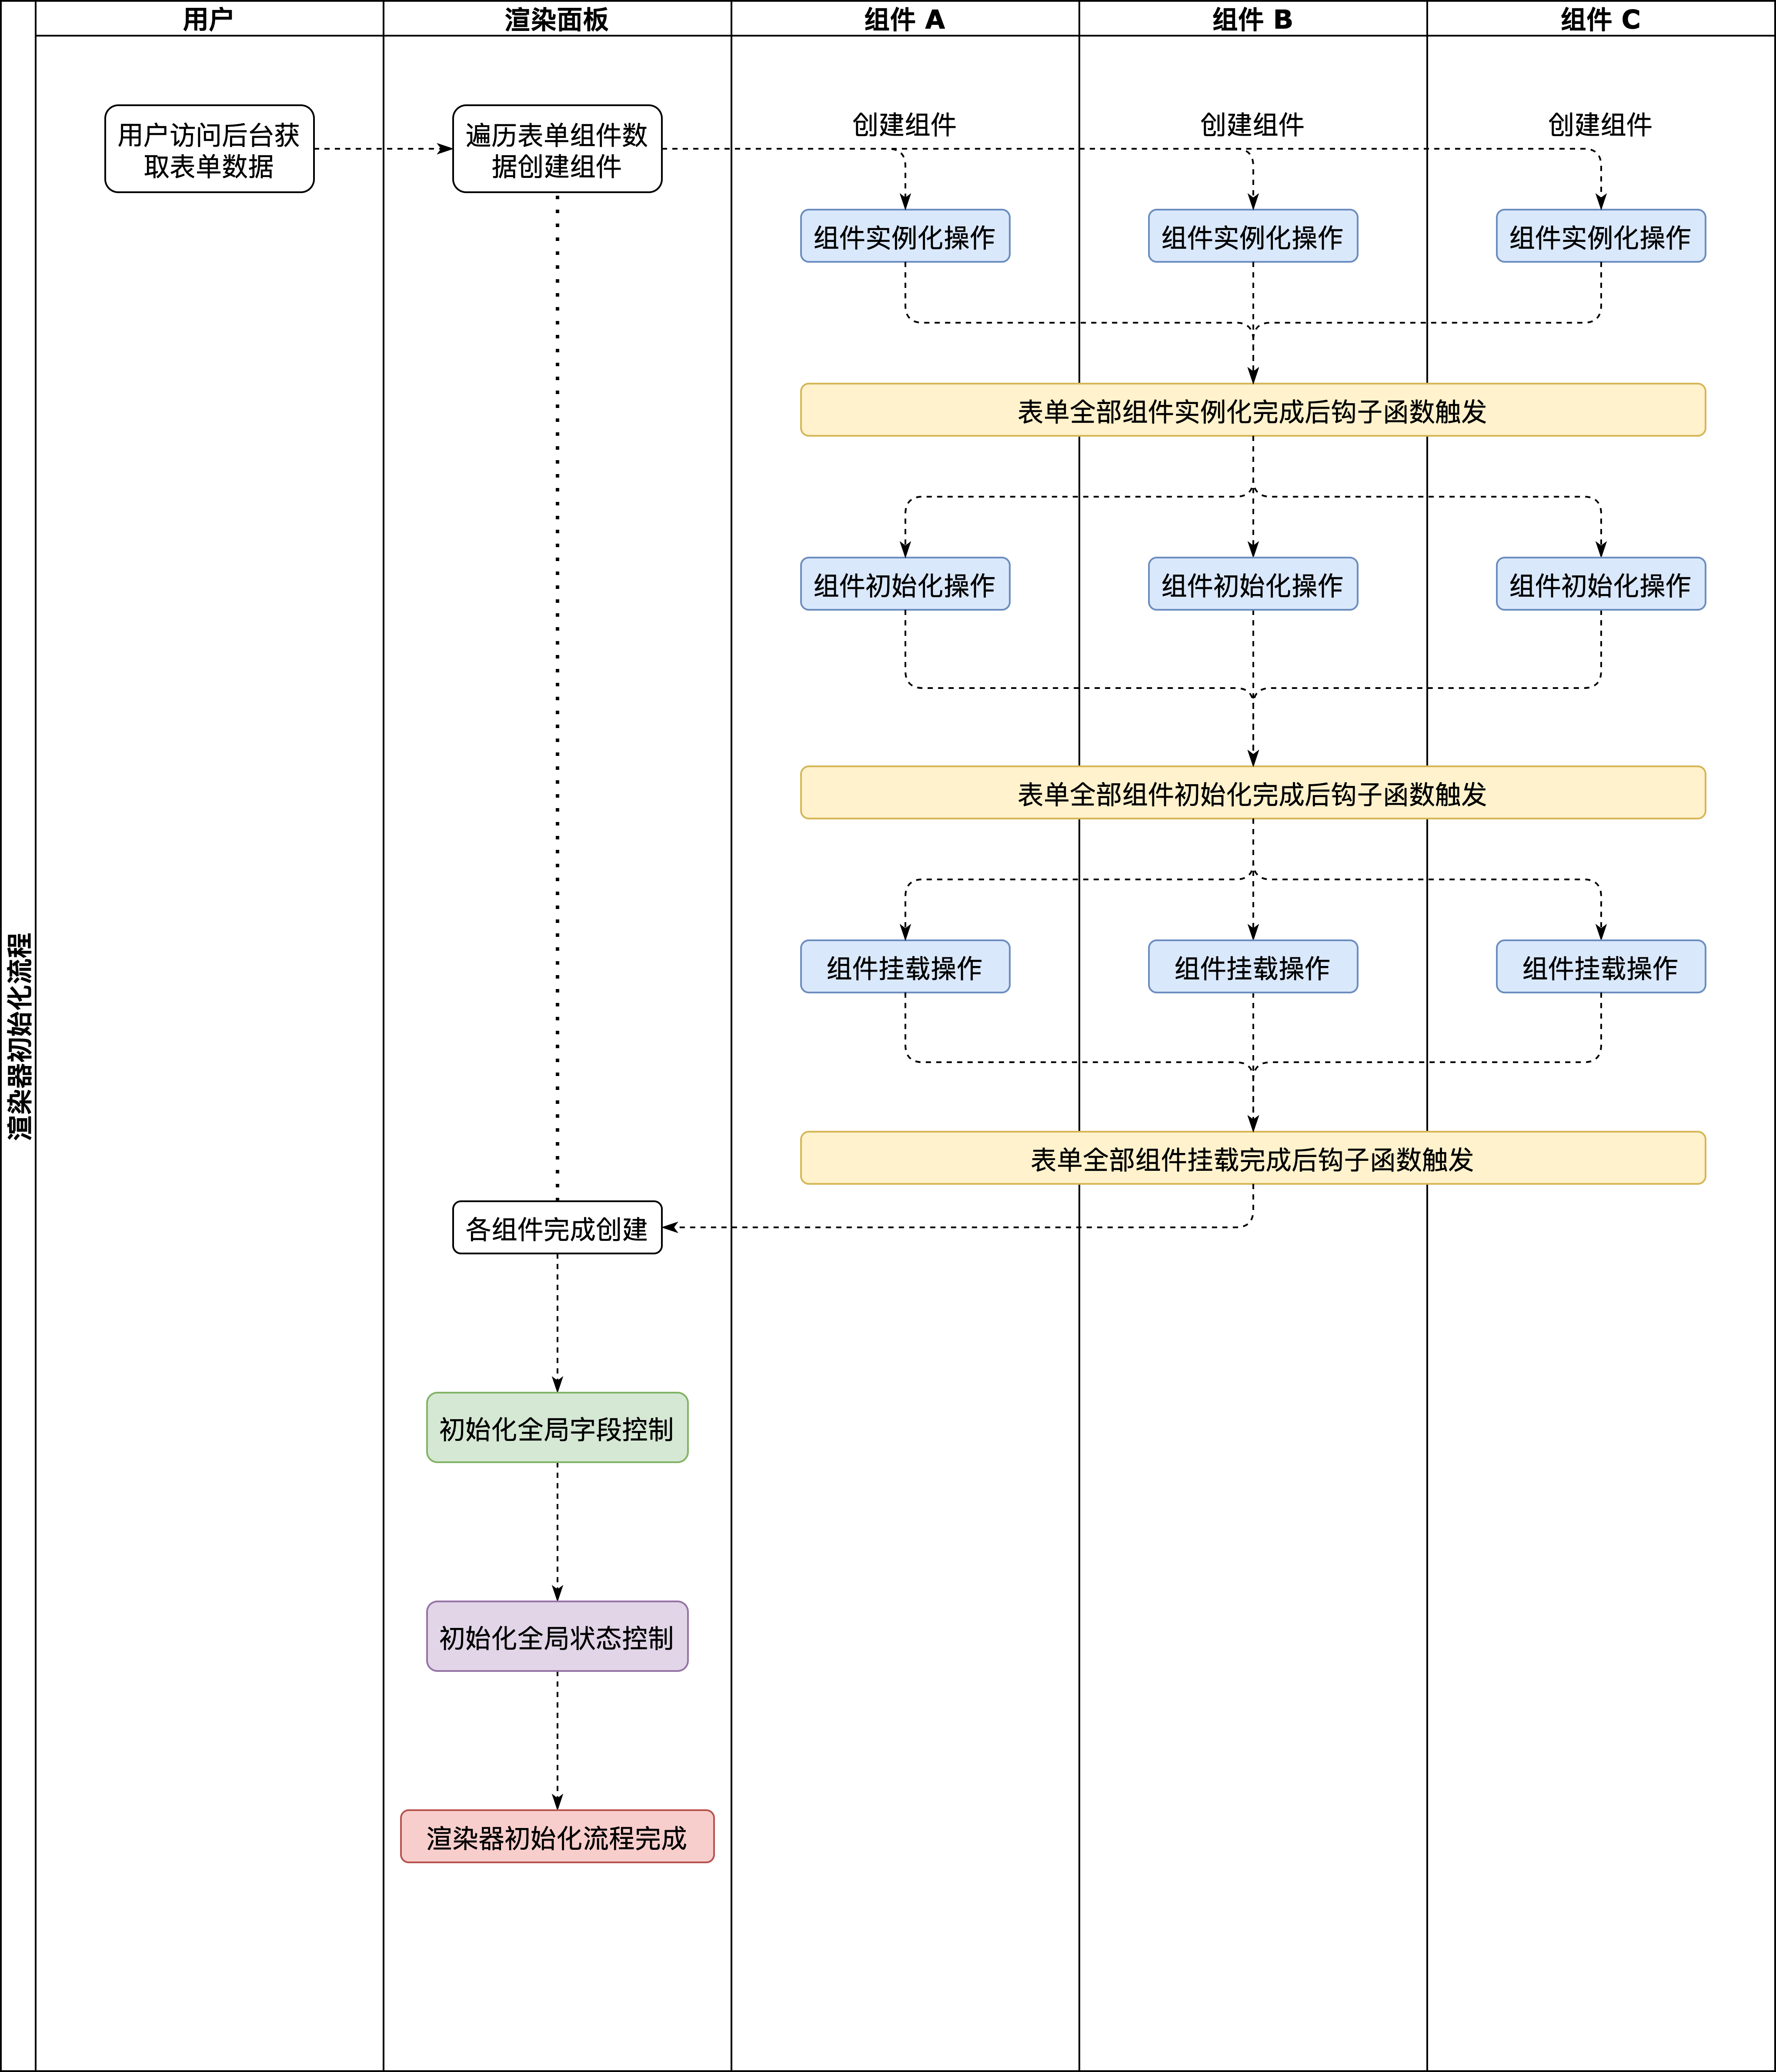 用户
渲染面板
组件 A
组件 B
组件 C
渲染器初始化流程
用户访问后台获
取表单数据
遍历表单组件数
据创建组件
创建组件
创建组件
创建组件
组件实例化操作
组件实例化操作
组件实例化操作
表单全部组件实例化完成后钩子函数触发
组件初始化操作
组件初始化操作
组件初始化操作
表单全部组件初始化完成后钩子函数触发
组件挂载操作
组件挂载操作
组件挂载操作
表单全部组件挂载完成后钩子函数触发
各组件完成创建
初始化全局字段控制
初始化全局状态控制
渲染器初始化流程完成